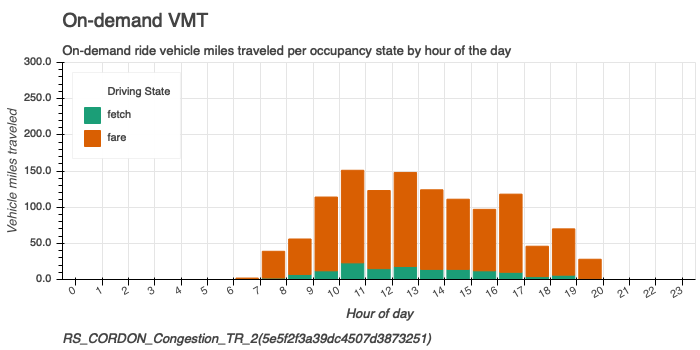 On-demand VMT
On-demand ride vehicle miles traveled per occupancy state by hour of the day
300.0
250.0
200.0
150.0
100.0
50.0
0.0
Vehicle miles traveled
Driving State
fetch
fare
0 1 2 3 4 5 6 7 8 9 10 11 12 13 14 15 16 17 18 19 20 21 22 23
Hour of day
RS_CORDON_Congestion_TR_2(5e5f2f3a39dc4507d3873251)